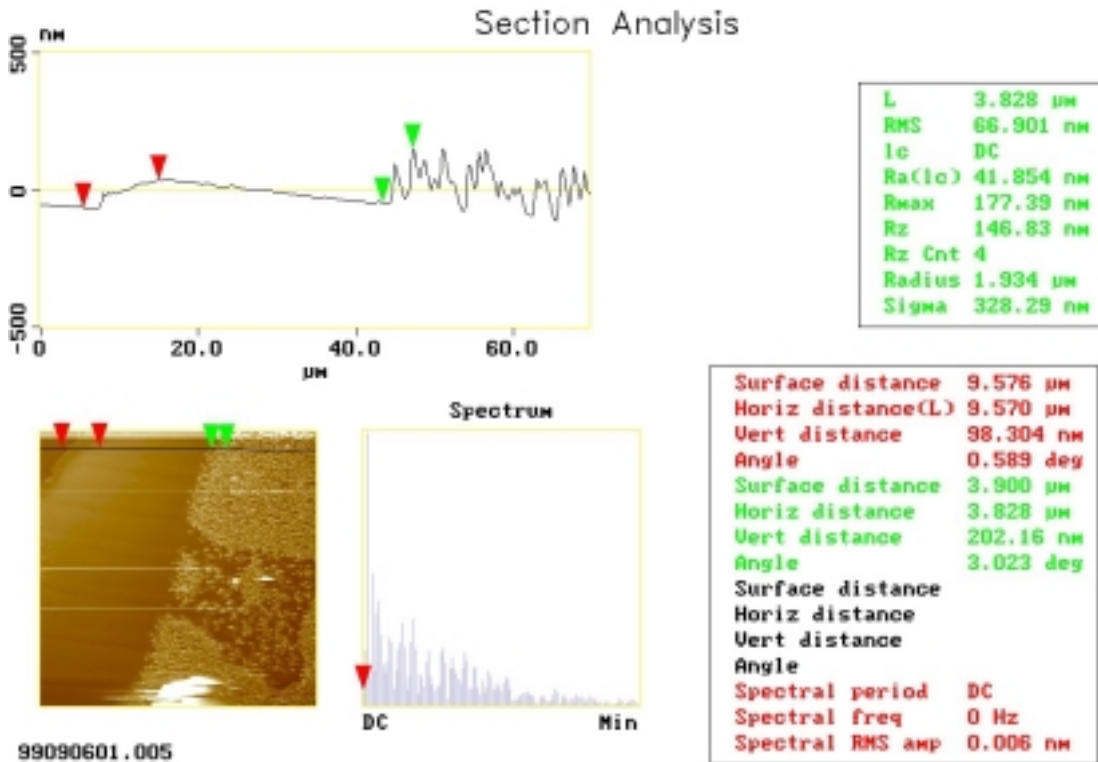 Section Analysis
nM
500
0
-500
0 20.0 40.0 60.0
µM
L 3.828 µM
RMS 66.901 nM
lc DC
Ra(lc) 41.854 nM
Rmax 177.39 nM
Rz 146.83 nM
Rz Cnt 4
Radius 1.934 µM
Sigma 328.29 nM
Surface distance 9.576 µM
Horiz distance(L) 9.570 µM
Vert distance 98.304 nM
Angle 0.589 deg
Surface distance 3.900 µM
Horiz distance 3.828 µM
Vert distance 202.16 nM
Angle 3.023 deg
Surface distance
Horiz distance
Vert distance
Angle
Spectral period DC
Spectral freq 0 Hz
Spectral RMS amp 0.006 nM
Spectrum
DC Min
99090601.005